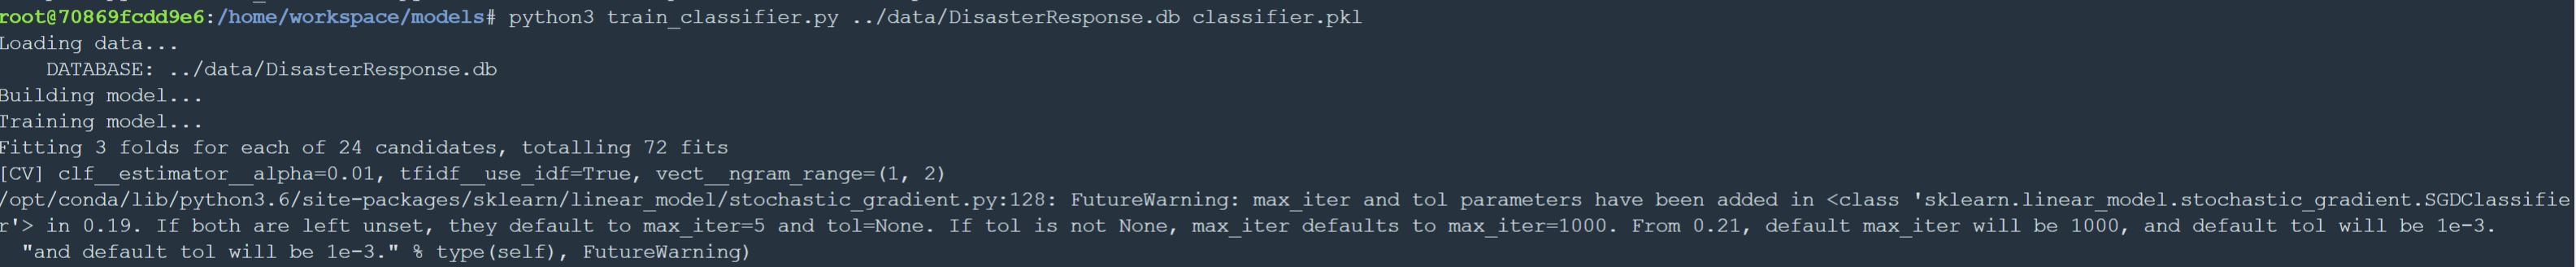 root@70869fcdd9e6:/home/workspace/models# python3 train_classifier.py ../data/DisasterResponse.db classifier.pkl
Loading data...
    DATABASE: ../data/DisasterResponse.db
Building model...
Training model...
Fitting 3 folds for each of 24 candidates, totalling 72 fits
[CV] clf__estimator__alpha=0.01, tfidf__use_idf=True, vect__ngram_range=(1, 2)
/opt/conda/lib/python3.6/site-packages/sklearn/linear_model/stochastic_gradient.py:128: FutureWarning: max_iter and tol parameters have been added in <class 'sklearn.linear_model.stochastic_gradient.SGDClassifie
r'> in 0.19. If both are left unset, they default to max_iter=5 and tol=None. If tol is not None, max_iter defaults to max_iter=1000. From 0.21, default max_iter will be 1000, and default tol will be 1e-3.
  "and default tol will be 1e-3." % type(self), FutureWarning)